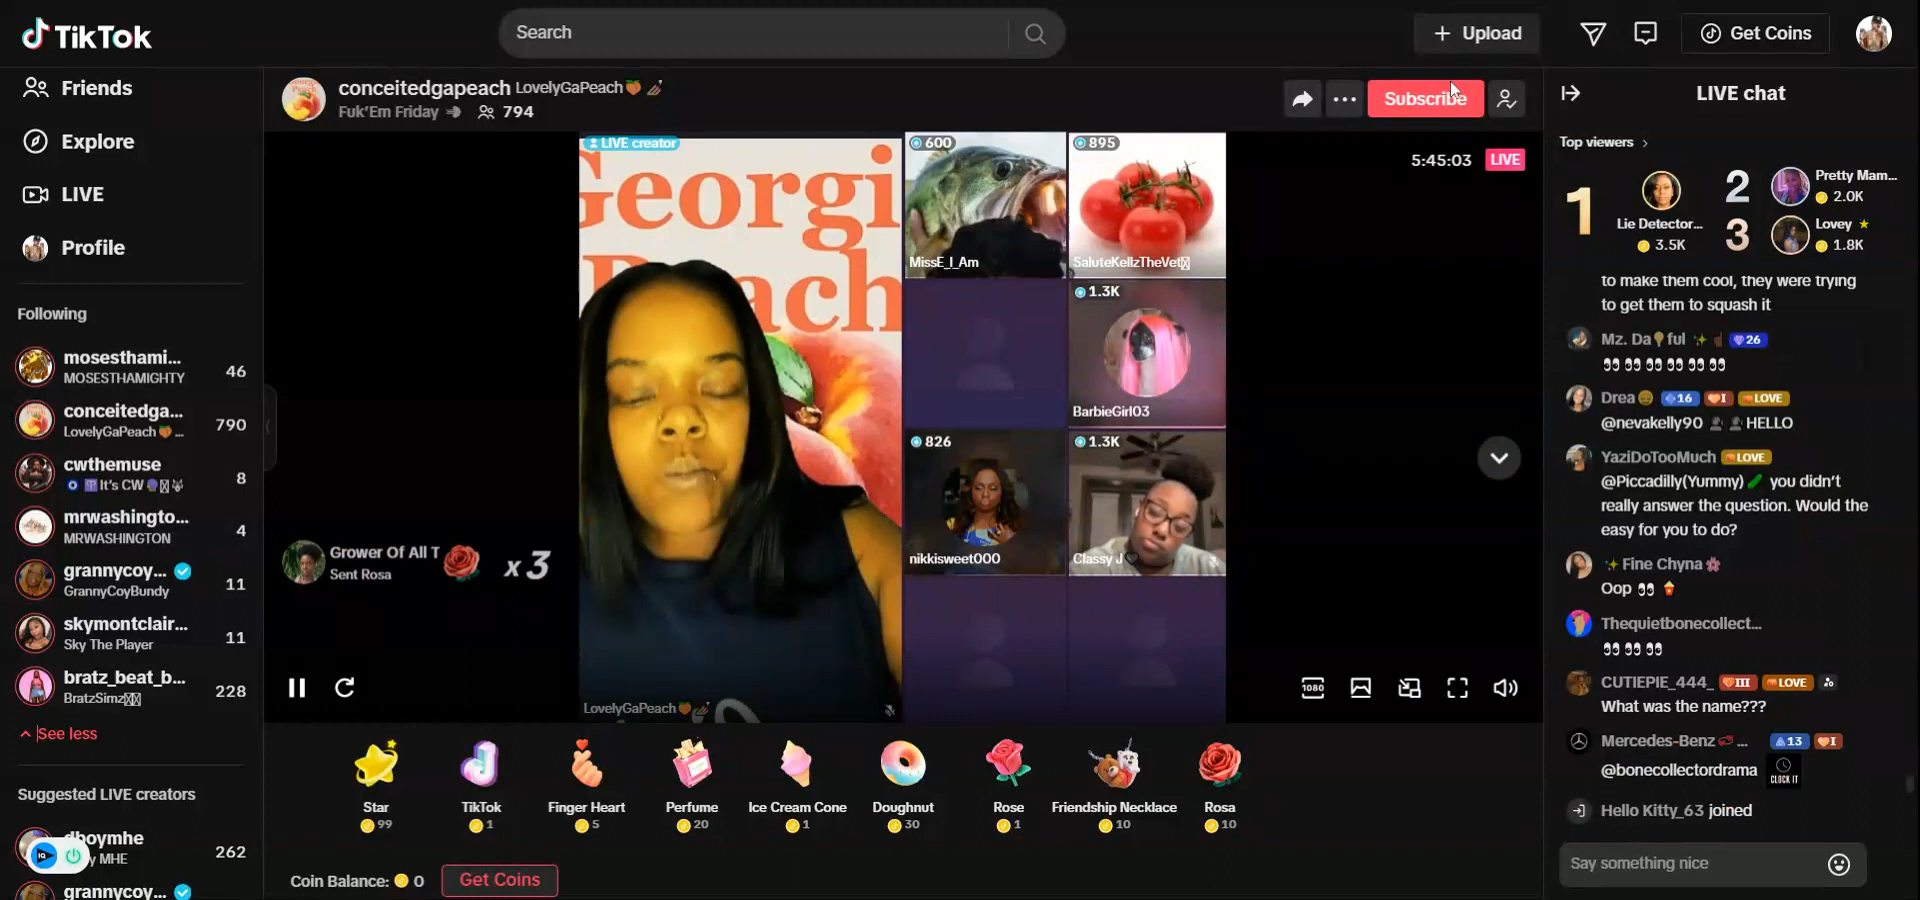 TikTok
Search
+ Upload
Get Coins
Friends
Explore
LIVE
Profile
Following
mosesthami...
MOSESTHAMIGHTY
46
conceitedga...
LovelyGaPeach🍑...
790
cwthemuse
It's CW
8
mrwashingto...
MRWASHINGTON
4
grannycoy...
GrannyCoyBundy
11
skymontclair...
Sky The Player
11
bratz_beat_b...
BratzSimz
228
See less
Suggested LIVE creators
dboymhe
y MHE
262
grannycoy...
conceitedgapeach LovelyGaPeach🍑💅🏾
Fuk'Em Friday
794
Subscribe
LIVE creator
Georgi
Peach
LovelyGaPeach🍑💅🏾
600
MissE_I_Am
895
SaluteKellzTheVet
1.3K
BarbieGirl03
826
nikkisweet000
1.3K
Classy J
5:45:03 LIVE
Grower Of All T
Sent Rosa
x 3
1080
Star
99
TikTok
1
Finger Heart
5
Perfume
20
Ice Cream Cone
1
Doughnut
30
Rose
1
Friendship Necklace
10
Rosa
10
Coin Balance: 0
Get Coins
LIVE chat
Top viewers
1
Lie Detector...
3.5K
2
Pretty Mam...
2.0K
3
Lovey
1.8K
to make them cool, they were trying
to get them to squash it
Mz. Da🎙ful ✨ 26
👀👀👀👀👀👀
Drea 16 I LOVE
@nevakelly90 👥👥HELLO
YaziDoTooMuch LOVE
@Piccadilly(Yummy)🥒 you didn't
really answer the question. Would the
easy for you to do?
✨Fine Chyna🌸
Oop 👀 🍿
Thequietbonecollect...
👀👀👀
CUTIEPIE_444_ III LOVE
What was the name???
Mercedes-Benz ... 13 I
@bonecollectordrama CLOCK IT
Hello Kitty_63 joined
Say something nice